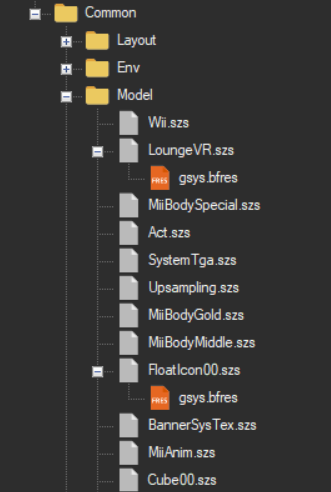 Common
Layout
Env
Model
Wii.szs
LoungeVR.szs
FRES gsys.bfres
MiiBodySpecial.szs
Act.szs
SystemTga.szs
Upsampling.szs
MiiBodyGold.szs
MiiBodyMiddle.szs
FloatIcon00.szs
FRES gsys.bfres
BannerSysTex.szs
MiiAnim.szs
Cube00.szs